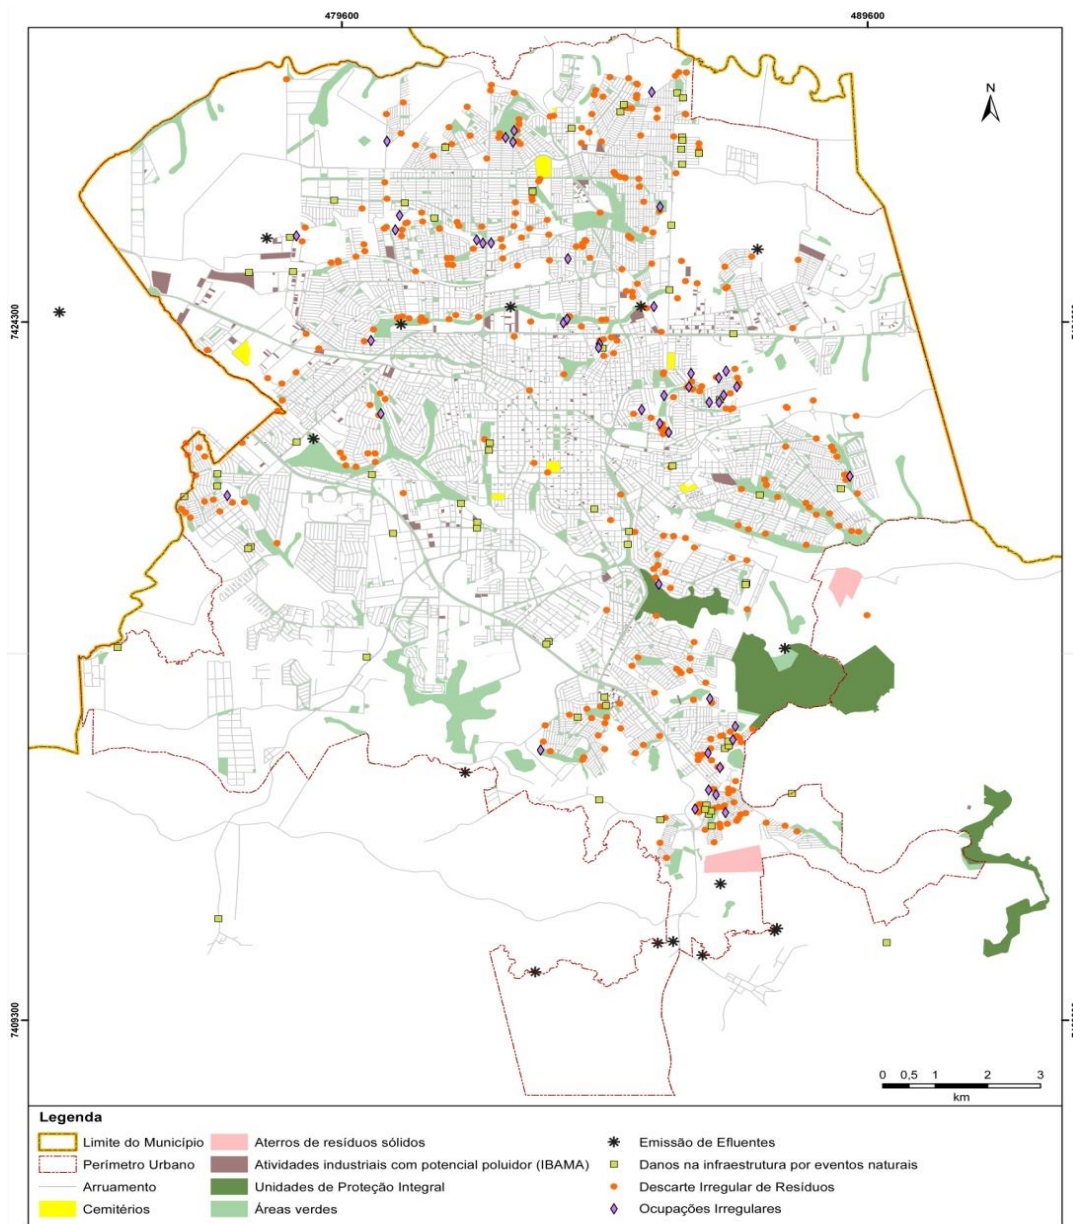 479600
489600
N
7424300
7409300
0 0,5 1 2 3
km
Legenda
Limite do Município
Perímetro Urbano
Arruamento
Cemitérios
Aterros de resíduos sólidos
Atividades industriais com potencial poluidor (IBAMA)
Unidades de Proteção Integral
Áreas verdes
Emissão de Efluentes
Danos na infraestrutura por eventos naturais
Descarte Irregular de Resíduos
Ocupações Irregulares